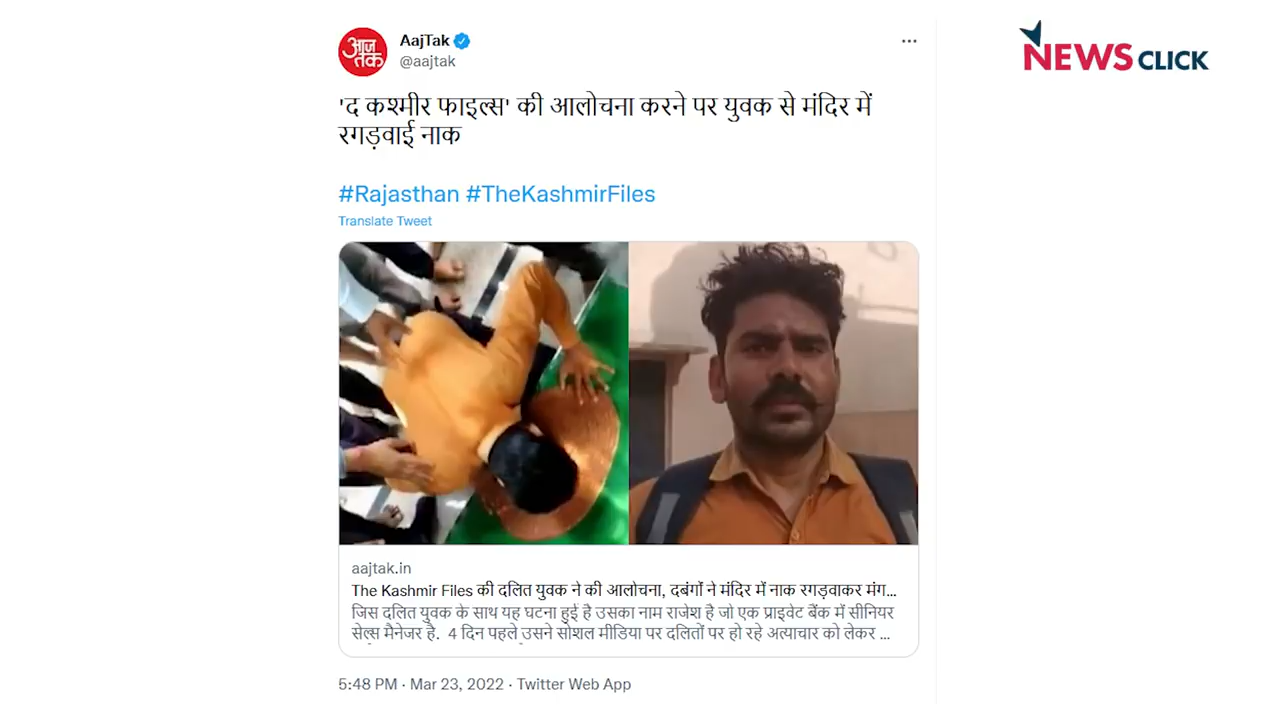 आज तक
AajTak
@aajtak
NEWS CLICK
'द कश्मीर फाइल्स' की आलोचना करने पर युवक से मंदिर में
रगड़वाई नाक
#Rajasthan #TheKashmirFiles
Translate Tweet
aajtak.in
The Kashmir Files की दलित युवक ने की आलोचना, दबंगों ने मंदिर में नाक रगड़वाकर मंग...
जिस दलित युवक के साथ यह घटना हुई है उसका नाम राजेश है जो एक प्राइवेट बैंक में सीनियर
सेल्स मैनेजर है. 4 दिन पहले उसने सोशल मीडिया पर दलितों पर हो रहे अत्याचार को लेकर ...
5:48 PM · Mar 23, 2022 · Twitter Web App